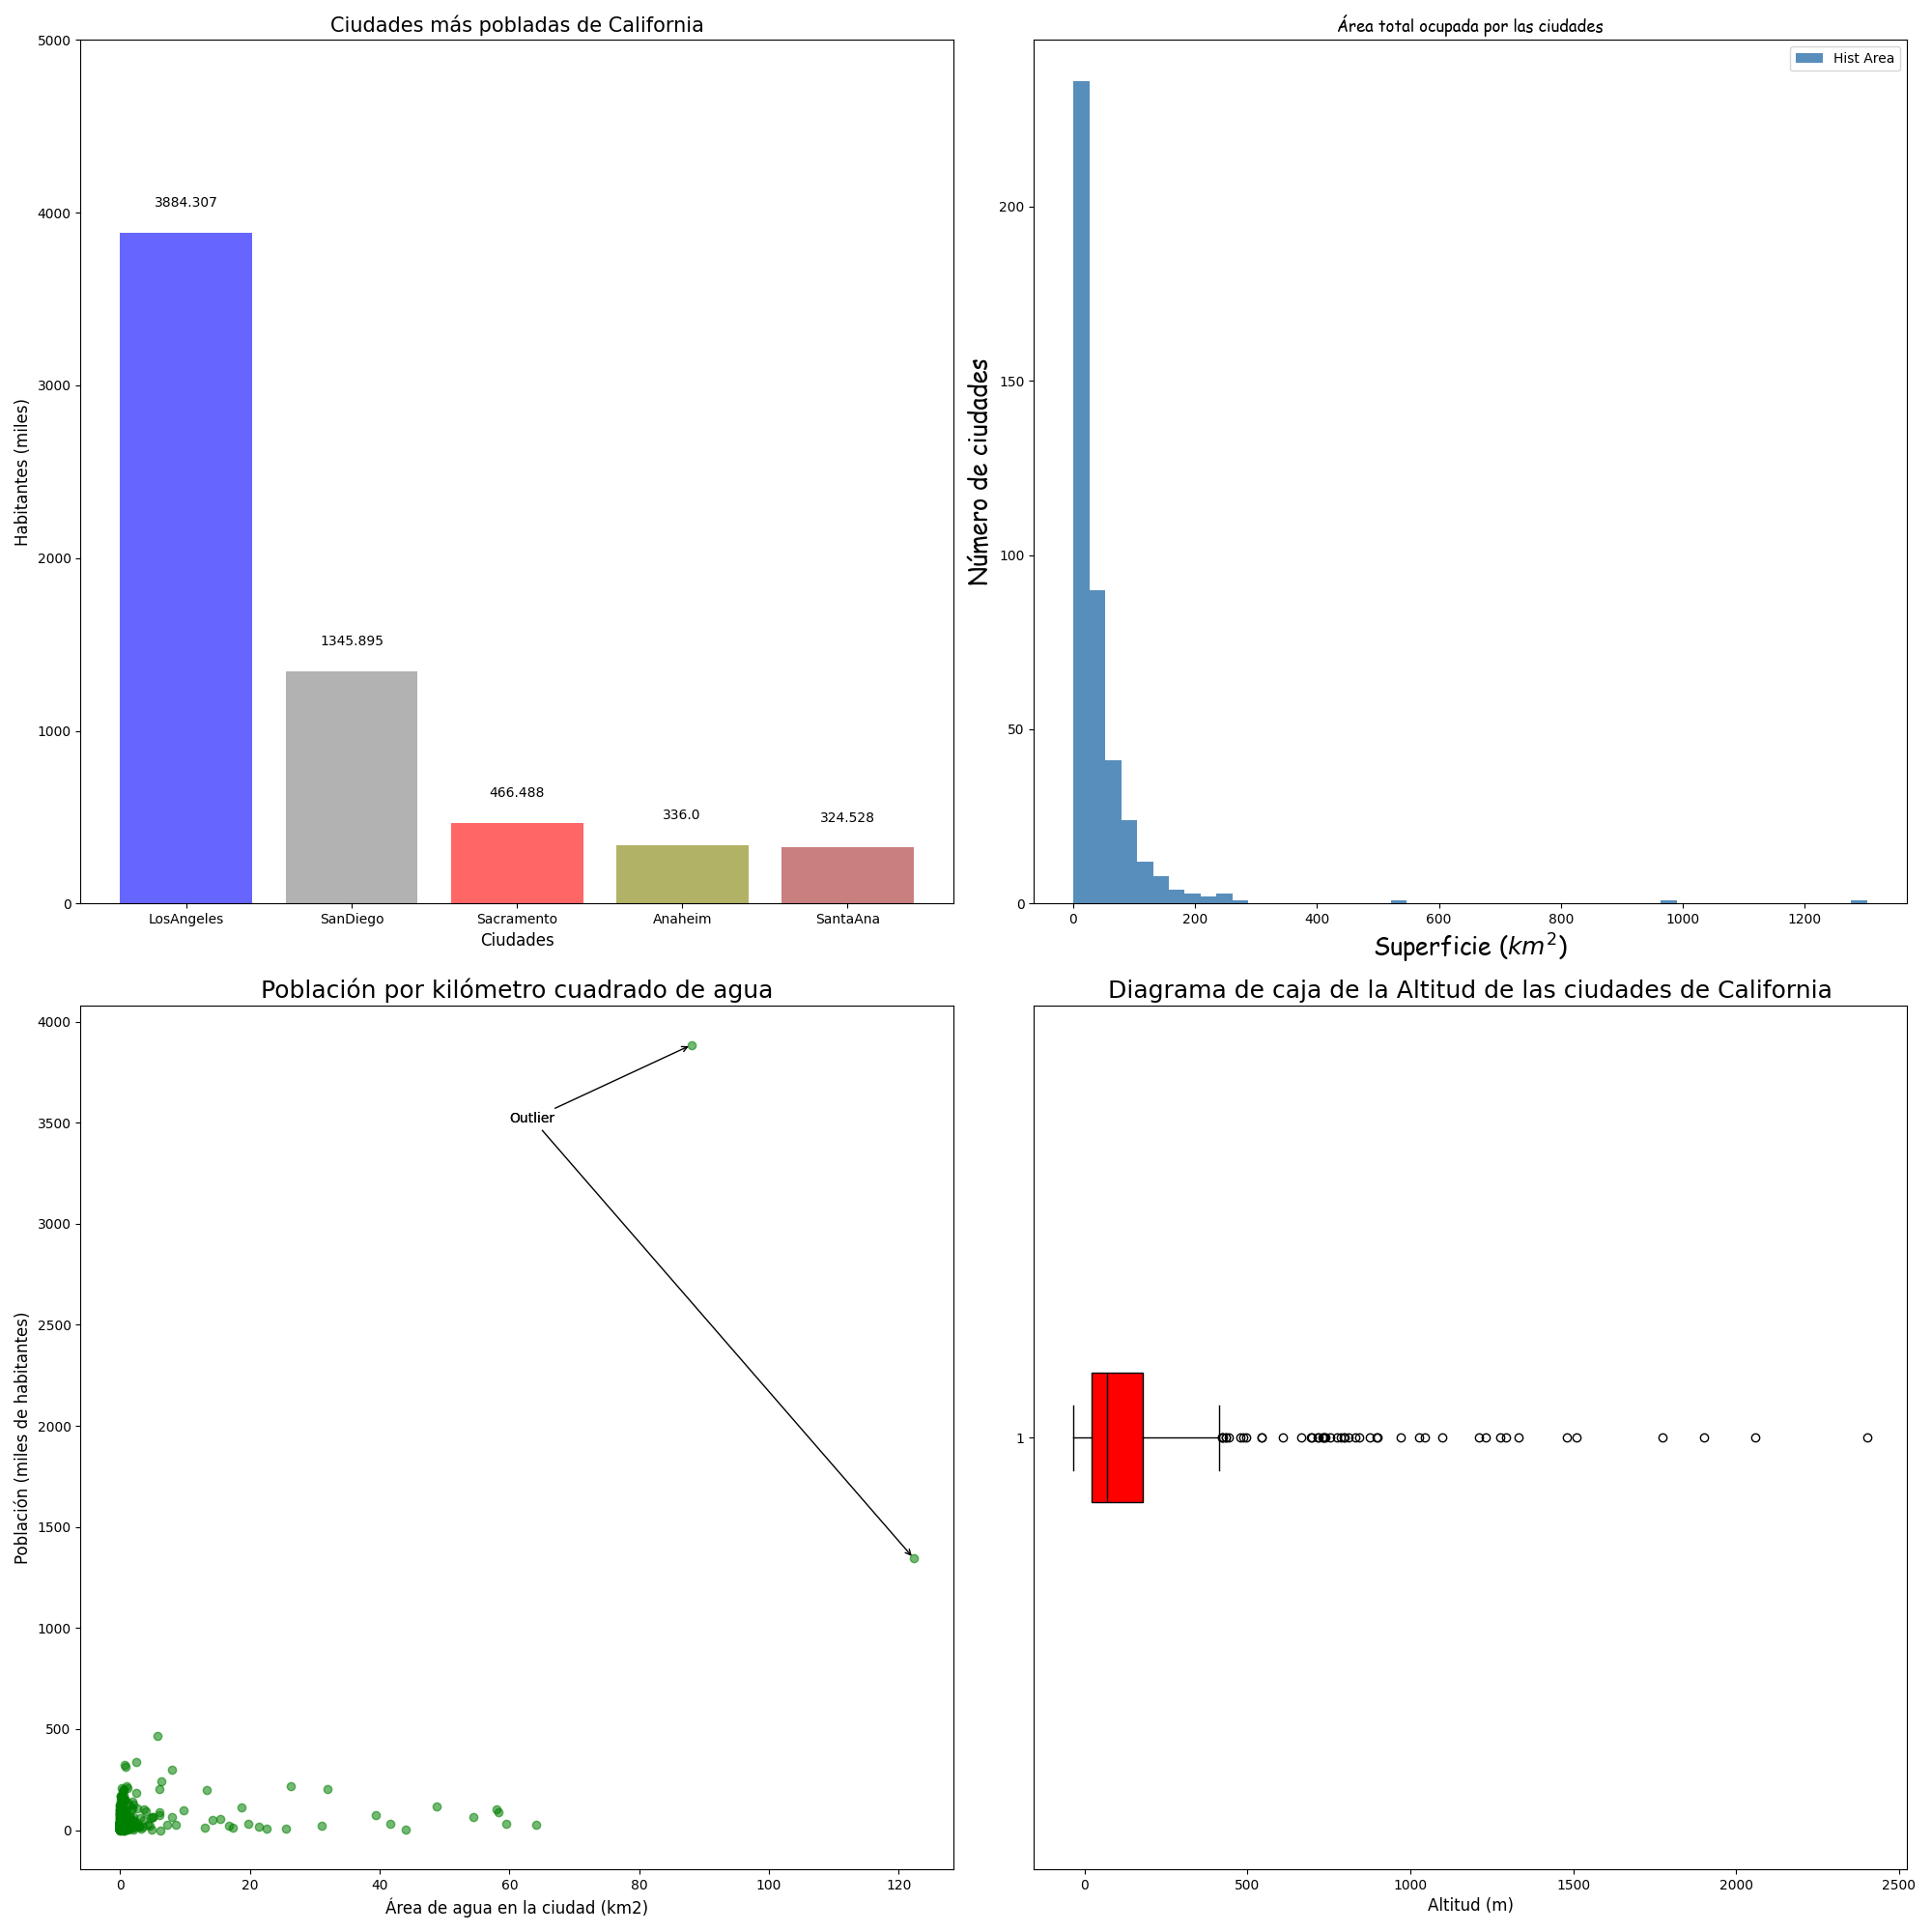 Ciudades más pobladas de California
5000
4000
3000
2000
1000
0
Habitantes (miles)
3884.307
1345.895
466.488
336.0
324.528
LosAngeles SanDiego Sacramento Anaheim SantaAna
Ciudades
Área total ocupada por las ciudades
Hist Area
200
150
100
50
0
Número de ciudades
0 200 400 600 800 1000 1200
Superficie (km²)
Población por kilómetro cuadrado de agua
4000
3500
3000
2500
2000
1500
1000
500
0
Población (miles de habitantes)
Outlier
0 20 40 60 80 100 120
Área de agua en la ciudad (km2)
Diagrama de caja de la Altitud de las ciudades de California
1
0 500 1000 1500 2000 2500
Altitud (m)